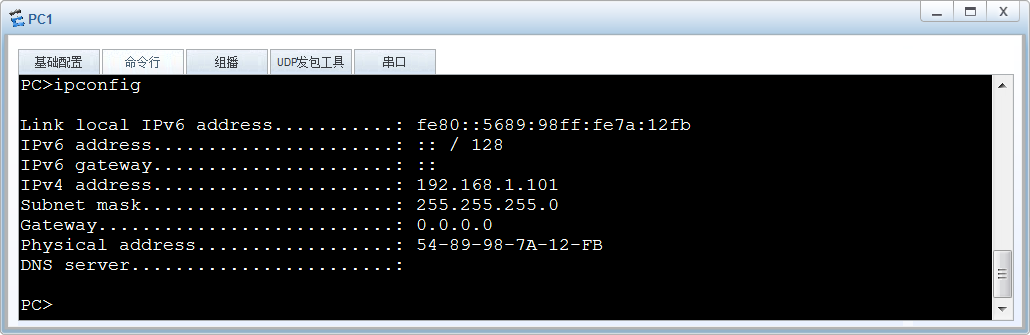 PC1
基础配置 命令行 组播 UDP发包工具 串口
PC>ipconfig
Link local IPv6 address...........: fe80::5689:98ff:fe7a:12fb
IPv6 address......................: :: / 128
IPv6 gateway......................: ::
IPv4 address......................: 192.168.1.101
Subnet mask.......................: 255.255.255.0
Gateway...........................: 0.0.0.0
Physical address..................: 54-89-98-7A-12-FB
DNS server........................:
PC>